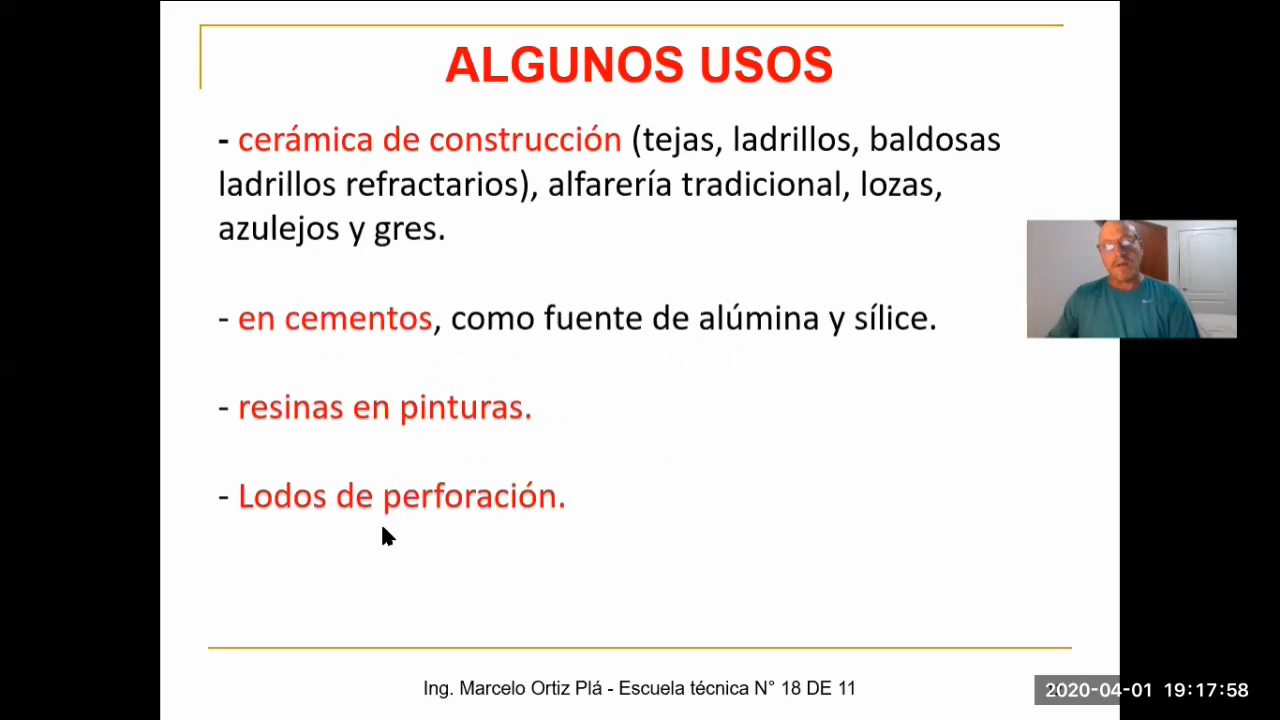 ALGUNOS USOS
- cerámica de construcción (tejas, ladrillos, baldosas
ladrillos refractarios), alfarería tradicional, lozas,
azulejos y gres.
- en cementos, como fuente de alúmina y sílice.
- resinas en pinturas.
- Lodos de perforación.
Ing. Marcelo Ortiz Plá - Escuela técnica N° 18 DE 11
2020-04-01 19:17:58